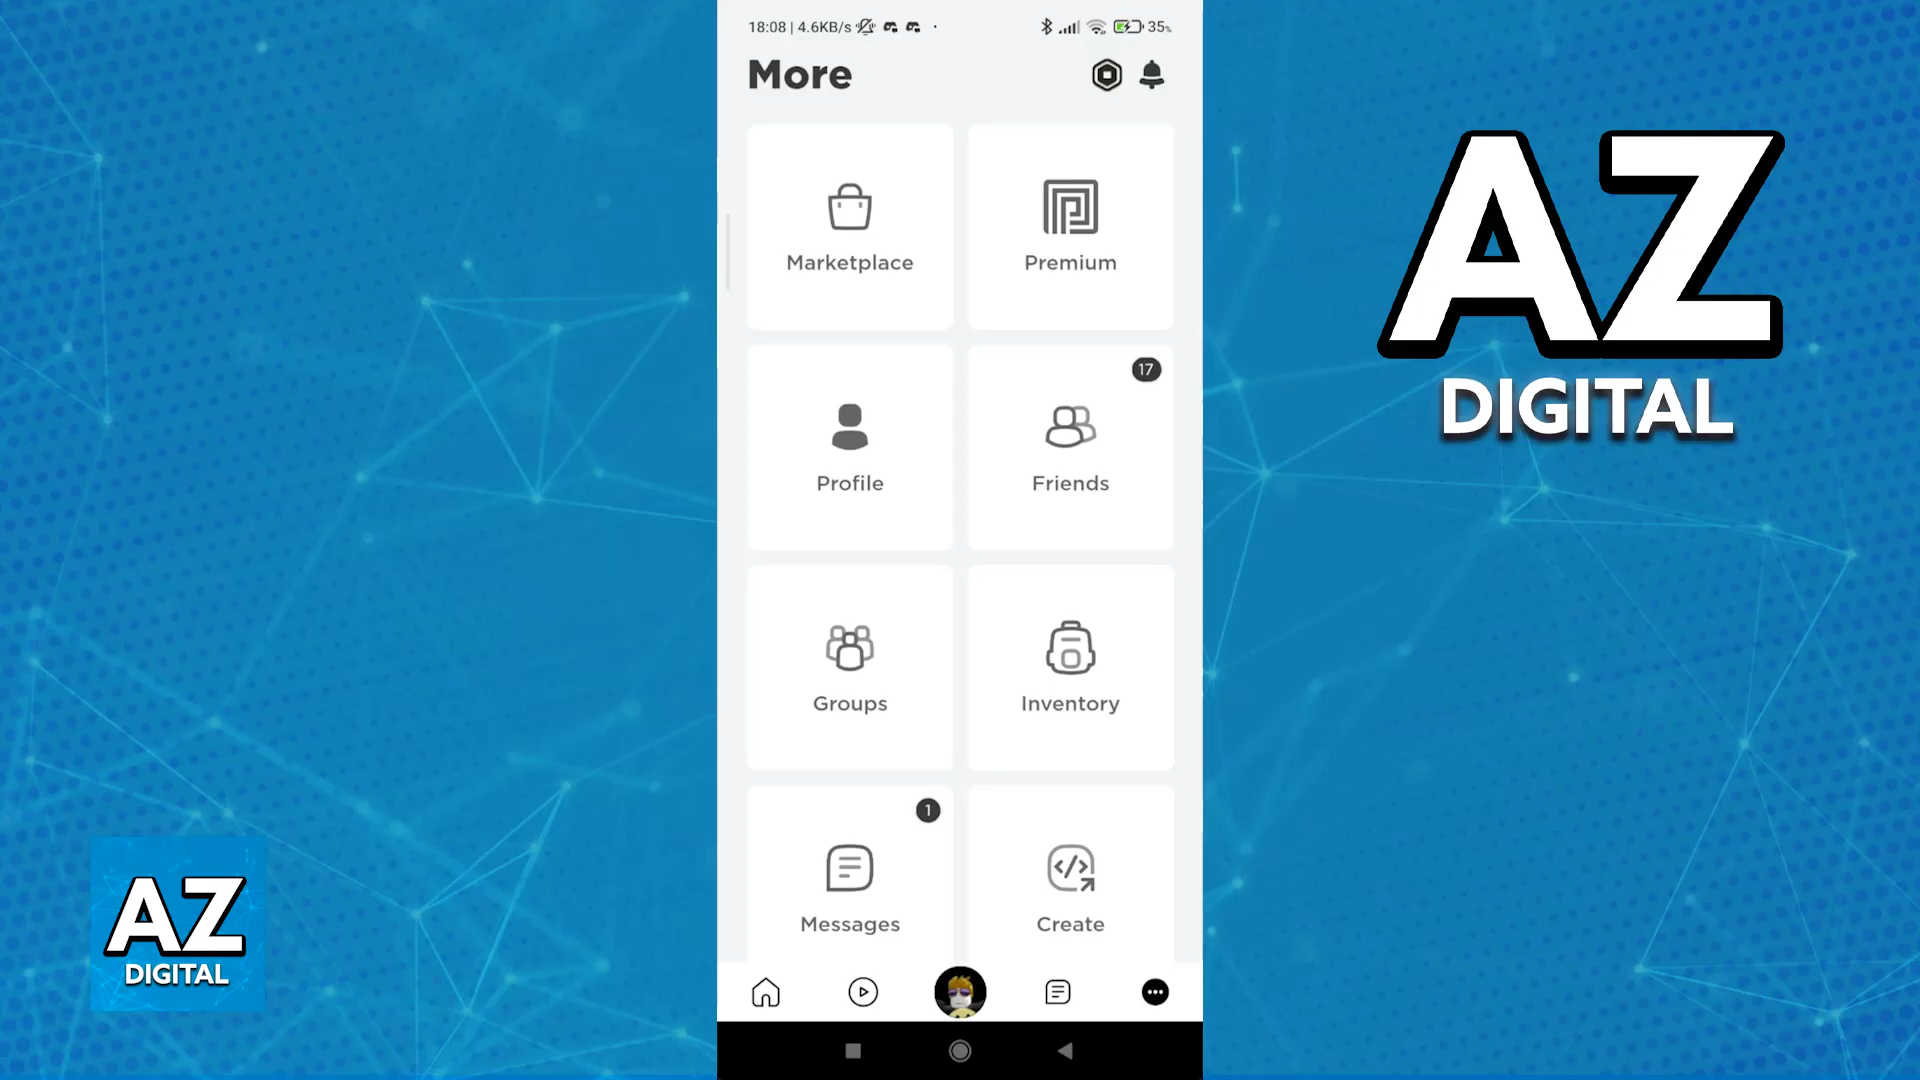 18:08 | 4.6KB/s
35%
More
Marketplace
Premium
17
Profile
Friends
Groups
Inventory
1
Messages
Create
AZ
DIGITAL
AZ
DIGITAL